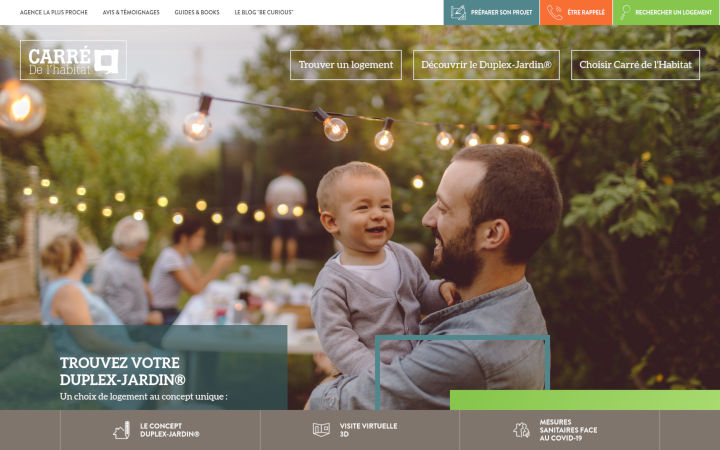 AGENCE LA PLUS PROCHE
AVIS & TÉMOIGNAGES
GUIDES & BOOKS
LE BLOG "BE CURIOUS"
PRÉPARER SON PROJET
ÊTRE RAPPELÉ
RECHERCHER UN LOGEMENT
CARRÉ
De l'habitat
Trouver un logement
Découvrir le Duplex-Jardin®
Choisir Carré de l'Habitat
TROUVEZ VOTRE
DUPLEX-JARDIN®
Un choix de logement au concept unique :
LE CONCEPT
DUPLEX-JARDIN®
VISITE VIRTUELLE
3D
MESURES
SANITAIRES FACE
AU COVID-19